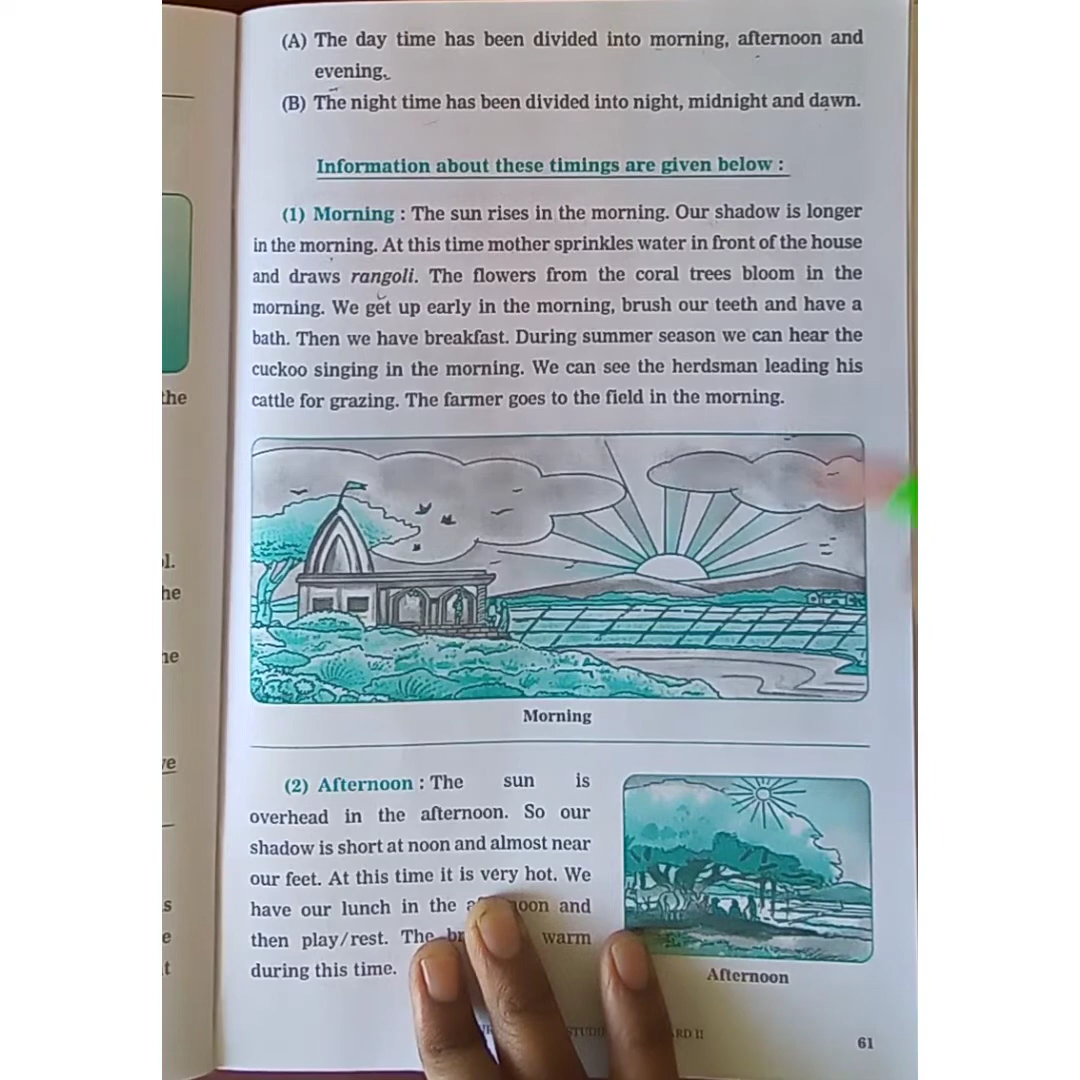 (A) The day time has been divided into morning, afternoon and
evening.
(B) The night time has been divided into night, midnight and dawn.
Information about these timings are given below :
(1) Morning : The sun rises in the morning. Our shadow is longer
in the morning. At this time mother sprinkles water in front of the house
and draws rangoli. The flowers from the coral trees bloom in the
morning. We get up early in the morning, brush our teeth and have a
bath. Then we have breakfast. During summer season we can hear the
cuckoo singing in the morning. We can see the herdsman leading his
cattle for grazing. The farmer goes to the field in the morning.
Morning
(2) Afternoon : The sun is
overhead in the afternoon. So our
shadow is short at noon and almost near
our feet. At this time it is very hot. We
have our lunch in the and
then play/rest. The warm
during this time.
Afternoon
II
61
the
he